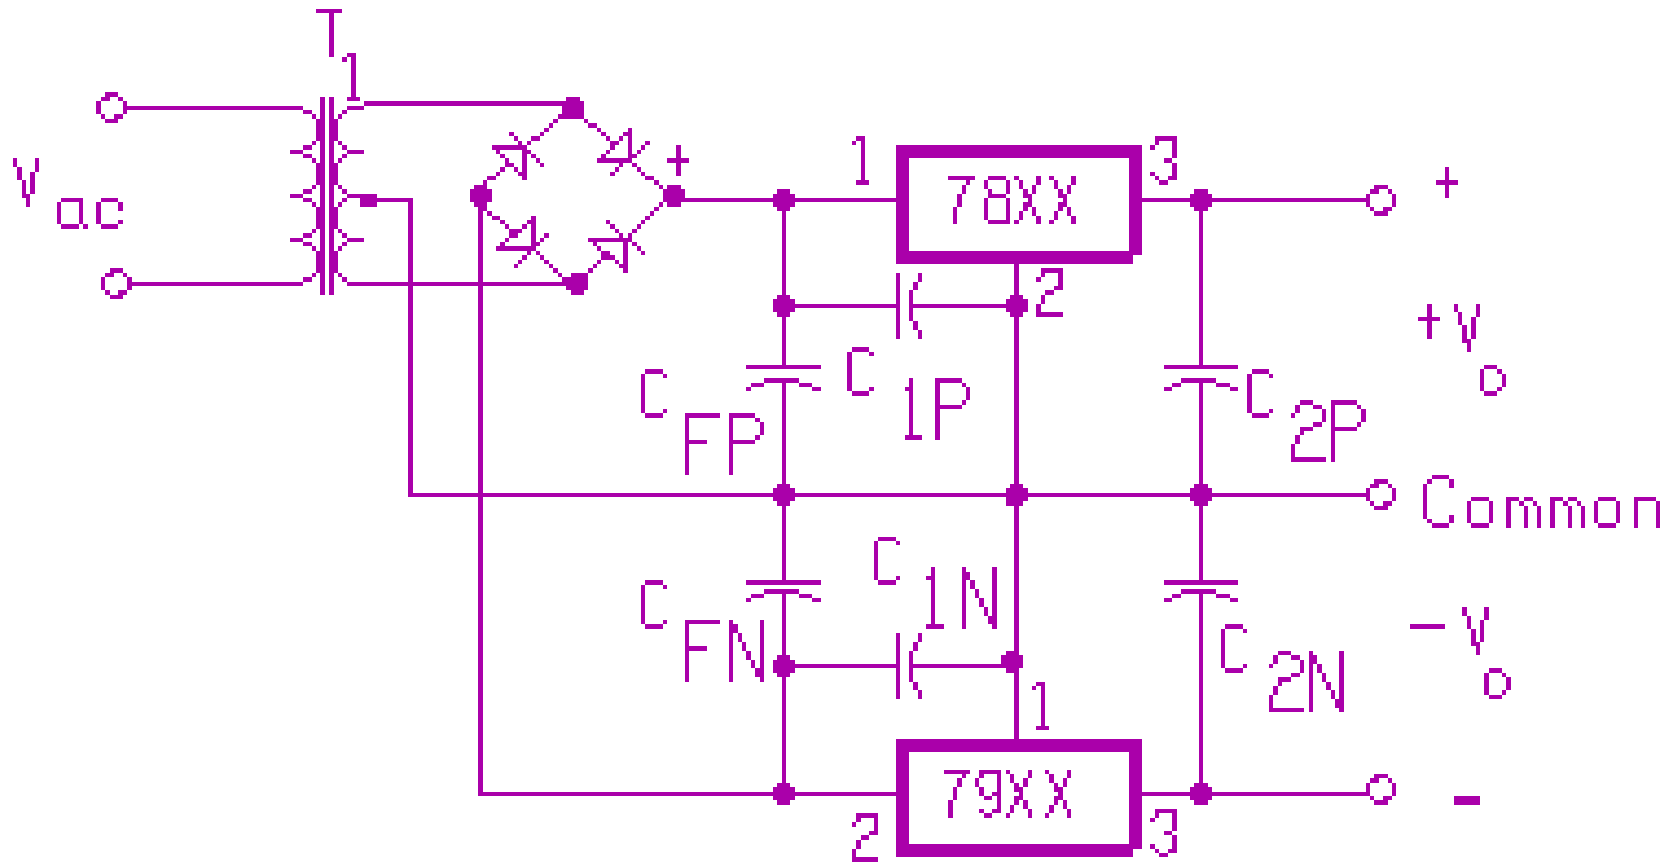 T1
Vac
+
1
78XX
3
+
2
+Vo
CFP
C1P
C2P
Common
CFN
C1N
C2N
-Vo
1
79XX
2
3
-